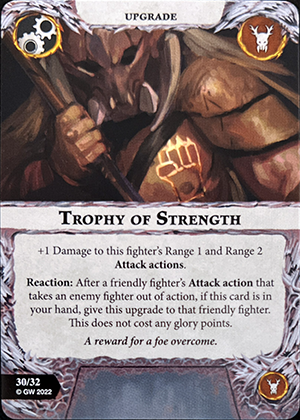 UPGRADE
TROPHY OF STRENGTH
+1 Damage to this fighter's Range 1 and Range 2
Attack actions.
Reaction: After a friendly fighter's Attack action that
takes an enemy fighter out of action, if this card is in
your hand, give this upgrade to that friendly fighter.
This does not cost any glory points.
A reward for a foe overcome.
30/32
© GW 2022